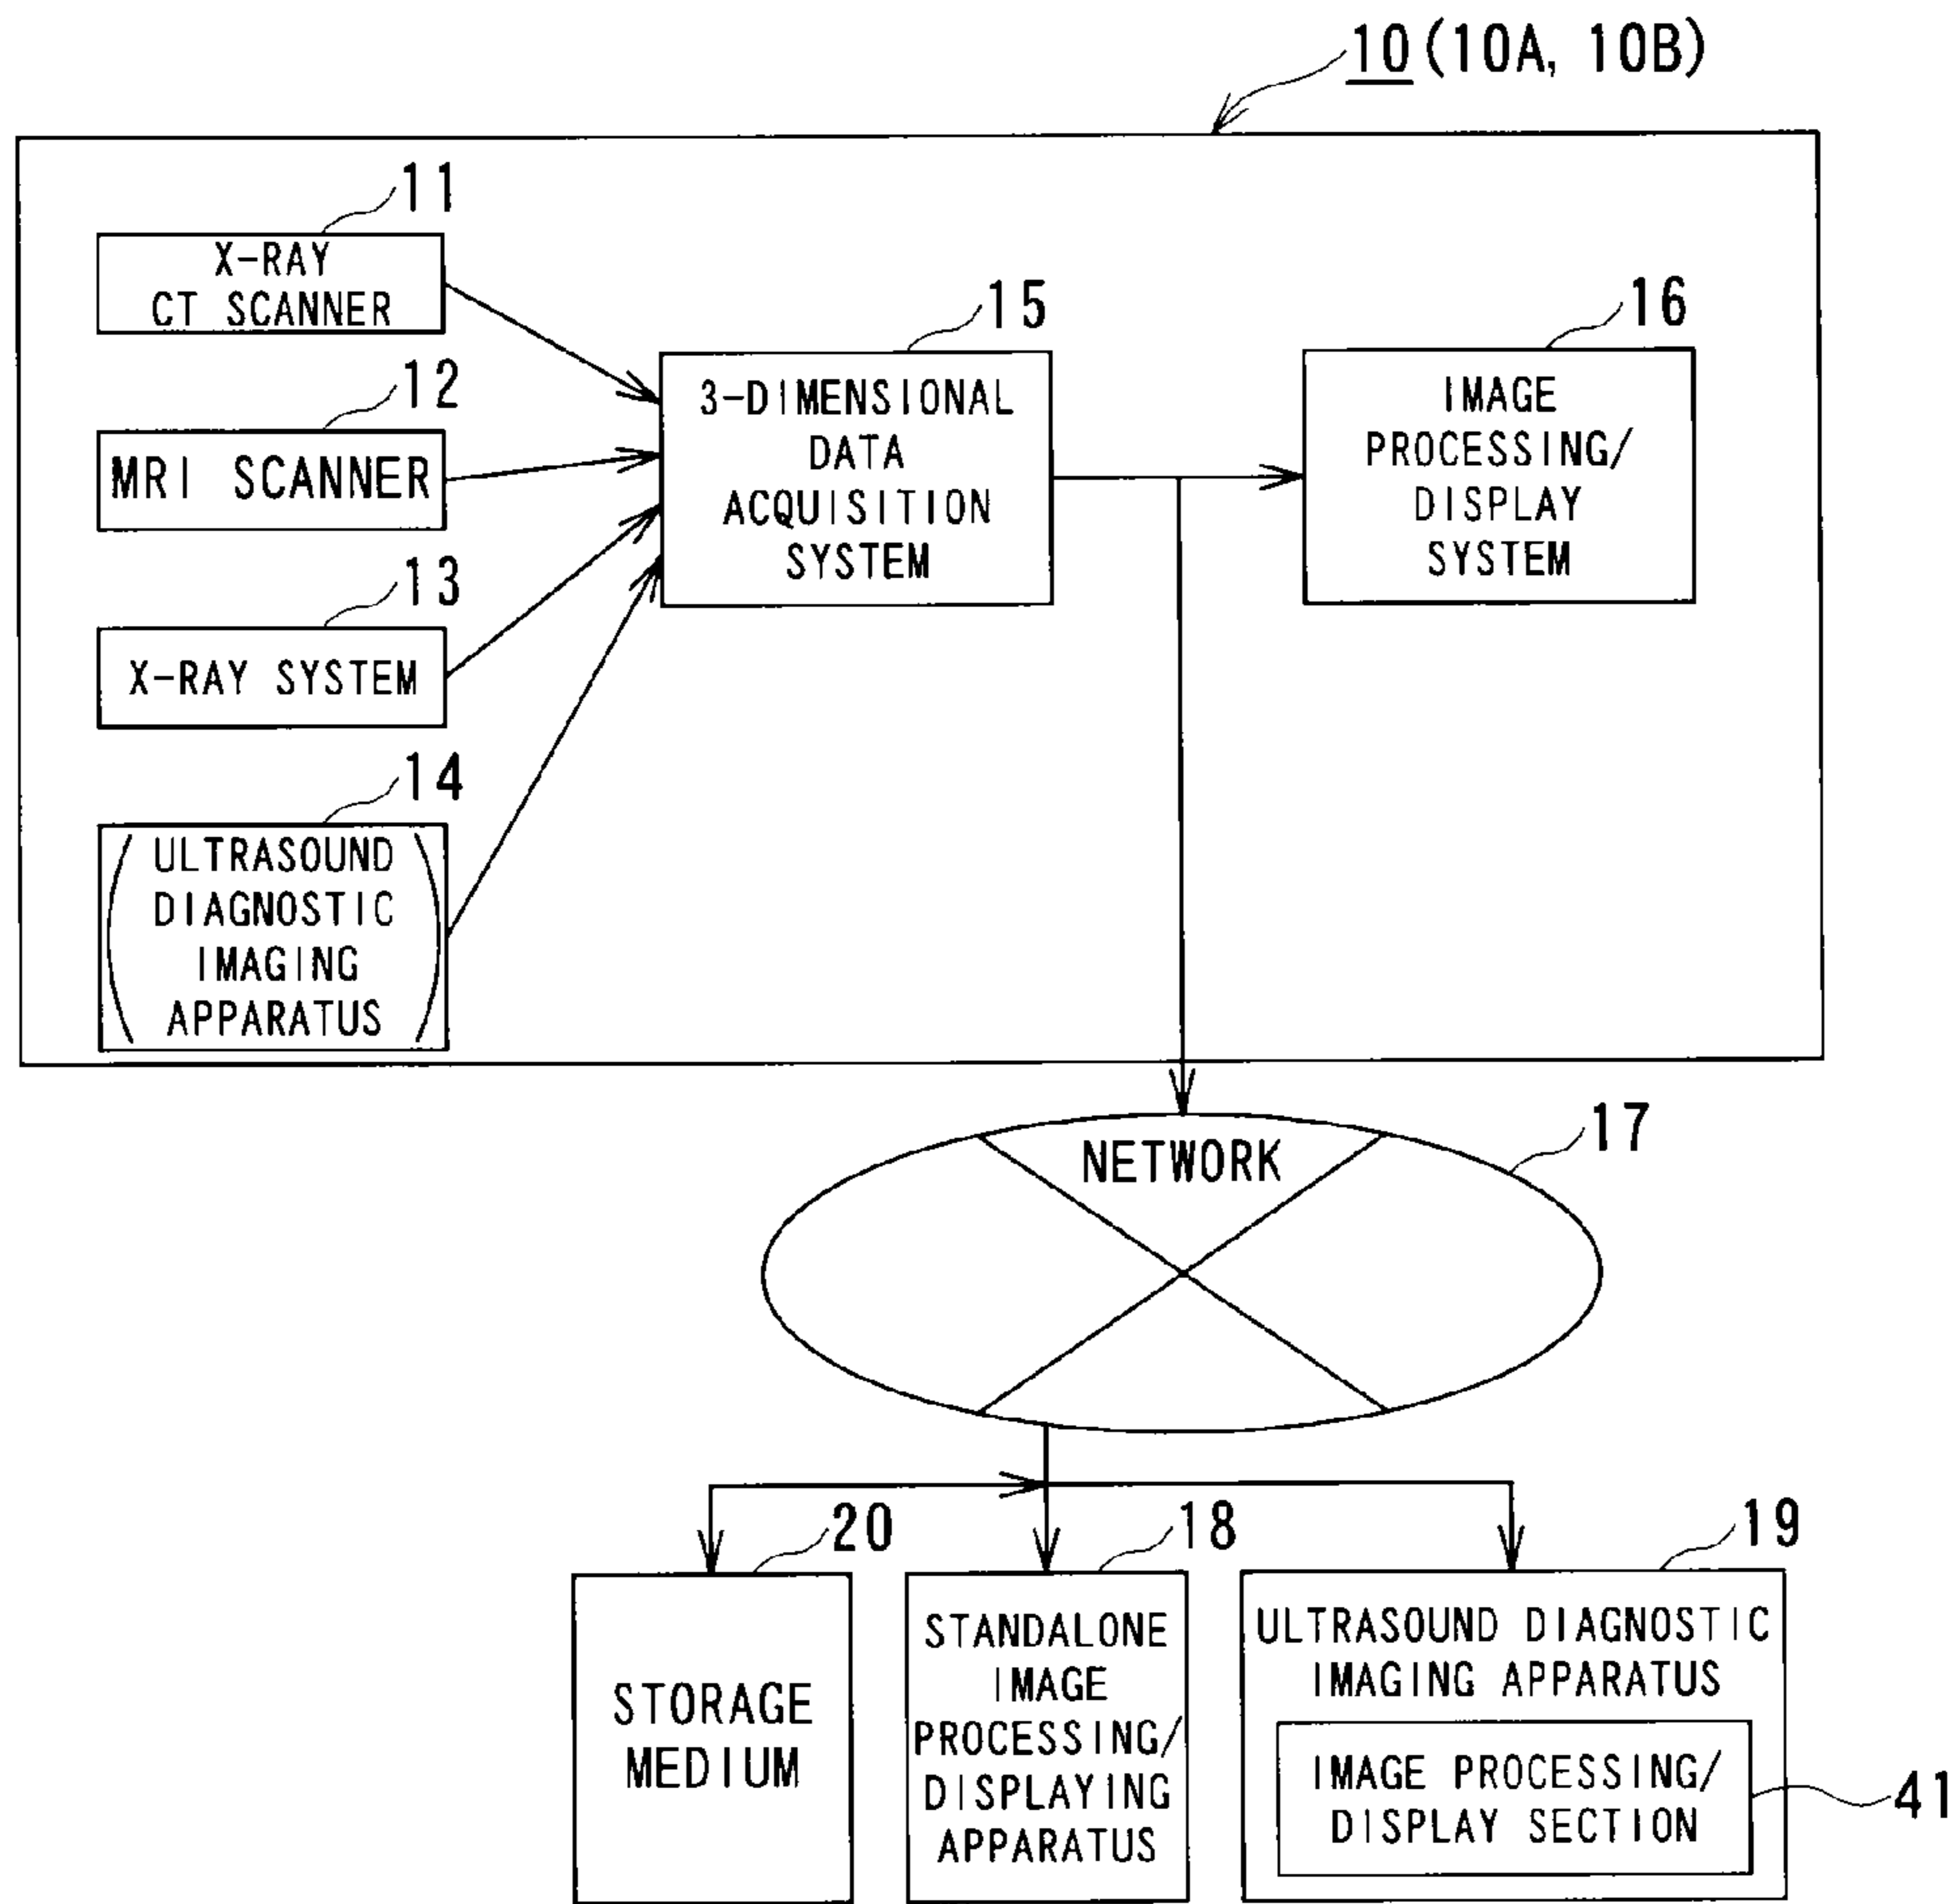 10 (10A, 10B)
11
X-RAY
CT SCANNER
12
MRI SCANNER
13
X-RAY SYSTEM
14
(ULTRASOUND
DIAGNOSTIC
IMAGING
APPARATUS)
15
3-DIMENSIONAL
DATA
ACQUISITION
SYSTEM
16
IMAGE
PROCESSING/
DISPLAY
SYSTEM
17
NETWORK
20
STORAGE
MEDIUM
18
STANDALONE
IMAGE
PROCESSING/
DISPLAYING
APPARATUS
19
ULTRASOUND DIAGNOSTIC
IMAGING APPARATUS
IMAGE PROCESSING/
DISPLAY SECTION
41